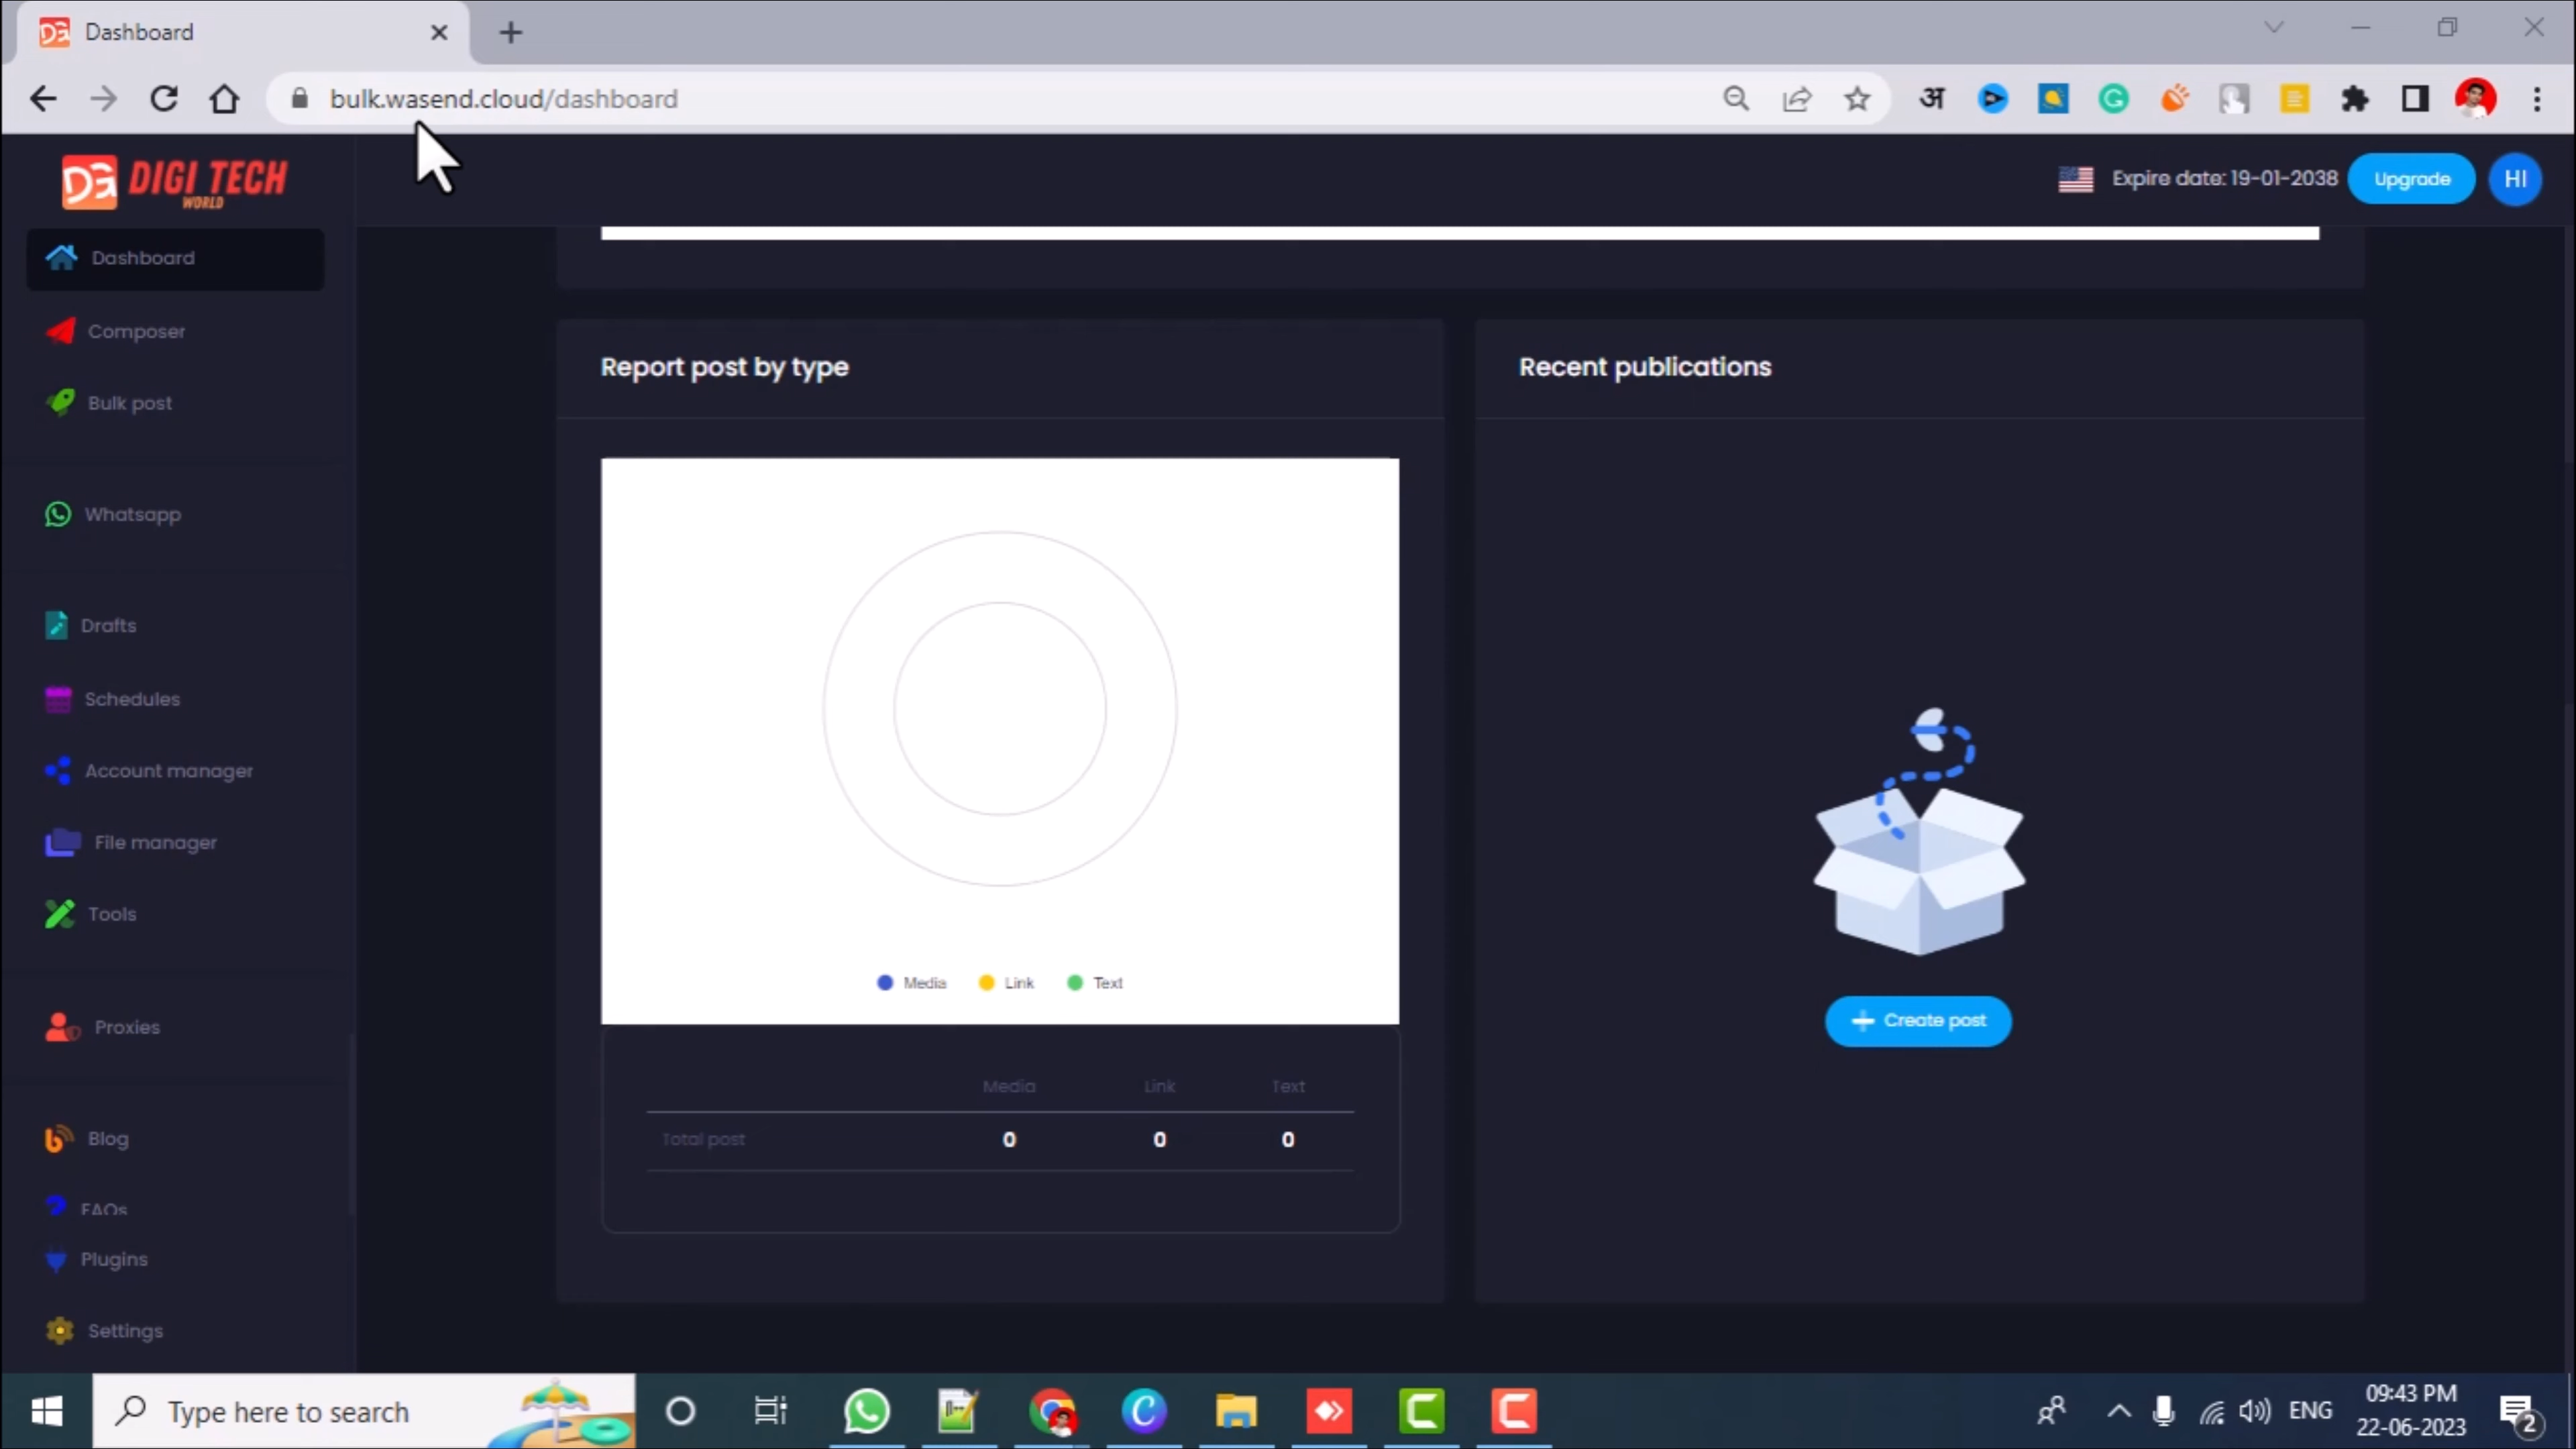 Dashboard
bulk.wasend.cloud/dashboard
अ
DG DIGI TECH
WORLD
Expire date: 19-01-2038
Upgrade
HI
Dashboard
Composer
Bulk post
Whatsapp
Drafts
Schedules
Account manager
File manager
Tools
Proxies
Blog
FAQs
Plugins
Settings
Report post by type
Media Link Text
Media Link Text
Total post 0 0 0
Recent publications
Create post
Type here to search
ENG
09:43 PM
22-06-2023
2